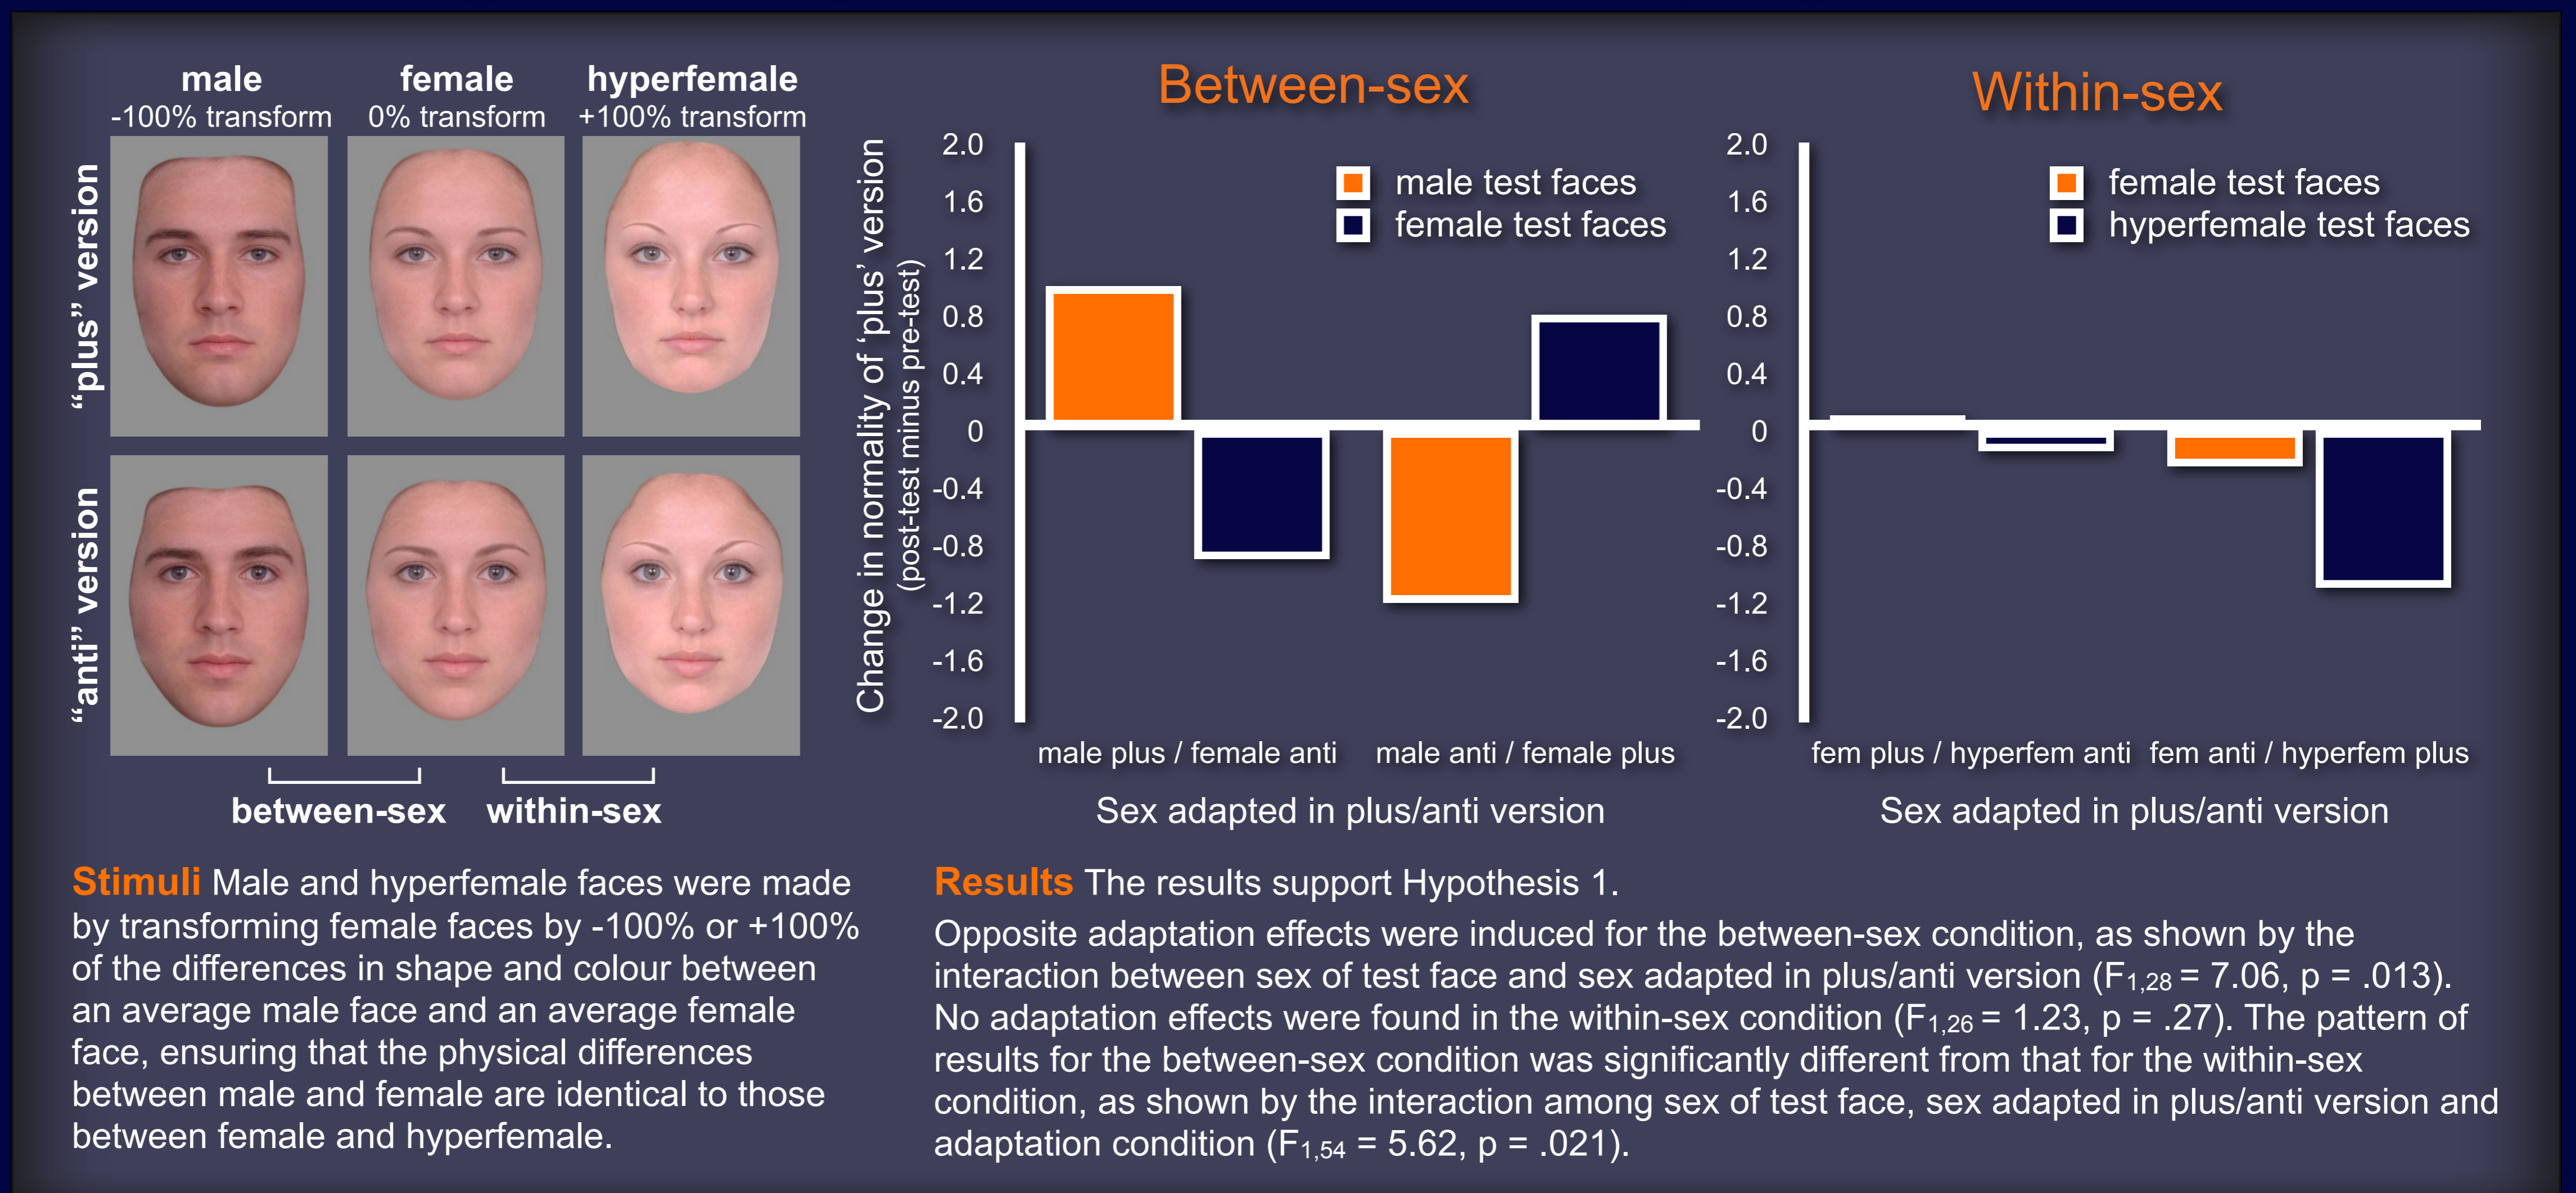 male
-100% transform
female
0% transform
hyperfemale
+100% transform
“plus” version
“anti” version
between-sex
within-sex
Between-sex
Change in normality of ‘plus’ version
(post-test minus pre-test)
2.0
1.6
1.2
0.8
0.4
0
-0.4
-0.8
-1.2
-1.6
-2.0
male test faces
female test faces
male plus / female anti
male anti / female plus
Sex adapted in plus/anti version
Within-sex
2.0
1.6
1.2
0.8
0.4
0
-0.4
-0.8
-1.2
-1.6
-2.0
female test faces
hyperfemale test faces
fem plus / hyperfem anti
fem anti / hyperfem plus
Sex adapted in plus/anti version
Stimuli Male and hyperfemale faces were made
by transforming female faces by -100% or +100%
of the differences in shape and colour between
an average male face and an average female
face, ensuring that the physical differences
between male and female are identical to those
between female and hyperfemale.
Results The results support Hypothesis 1.
Opposite adaptation effects were induced for the between-sex condition, as shown by the
interaction between sex of test face and sex adapted in plus/anti version (F1,28 = 7.06, p = .013).
No adaptation effects were found in the within-sex condition (F1,26 = 1.23, p = .27). The pattern of
results for the between-sex condition was significantly different from that for the within-sex
condition, as shown by the interaction among sex of test face, sex adapted in plus/anti version and
adaptation condition (F1,54 = 5.62, p = .021).